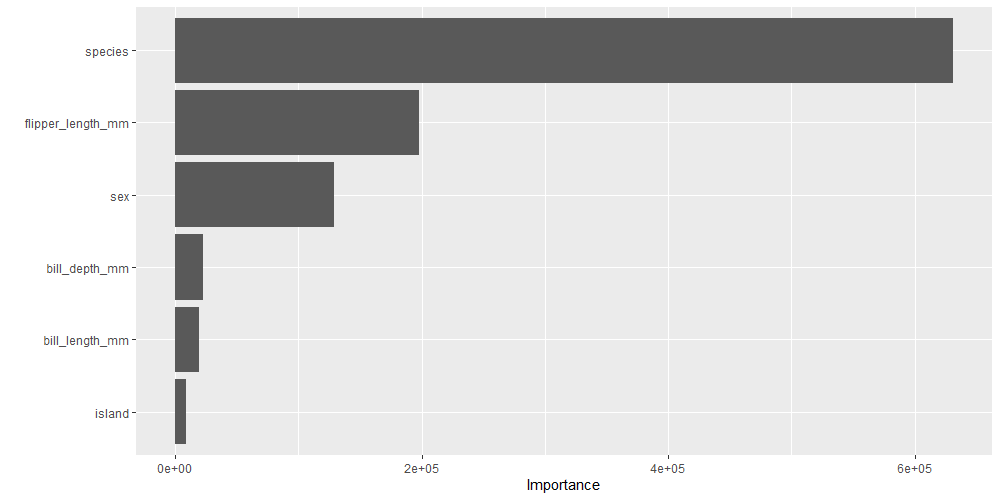 species
flipper_length_mm
sex
bill_depth_mm
bill_length_mm
island
0e+00 2e+05 4e+05 6e+05
Importance